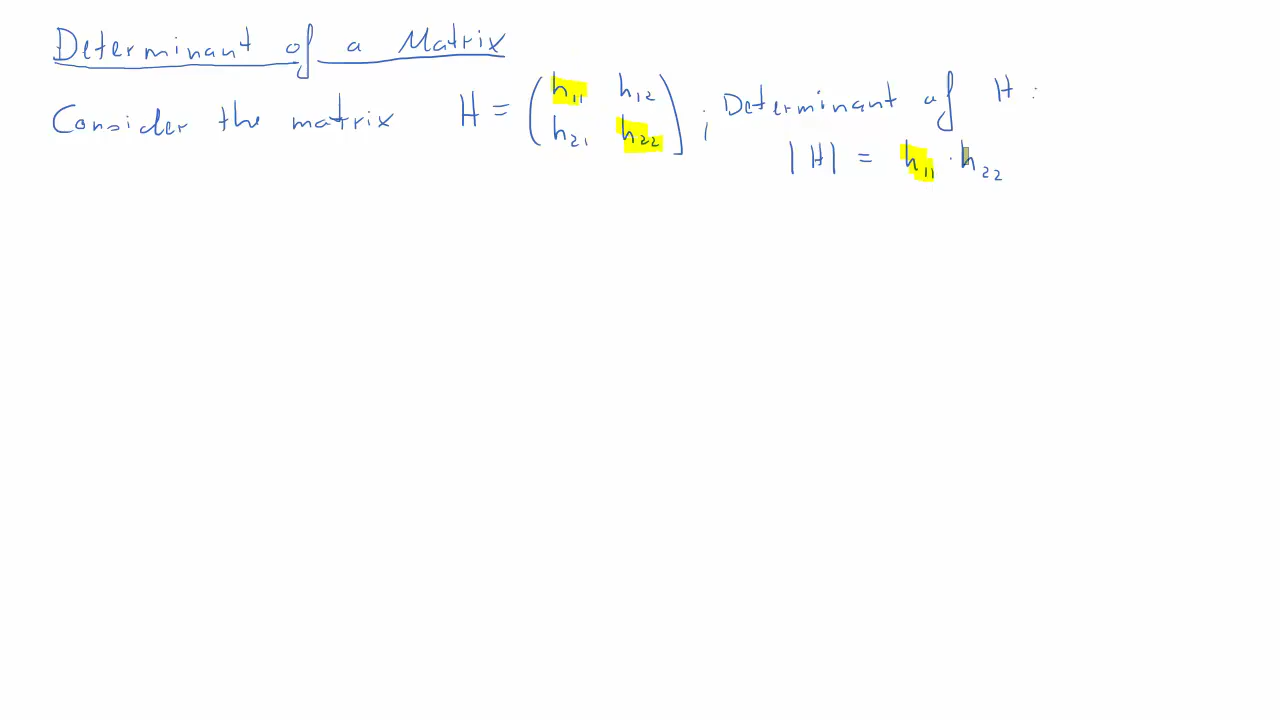 Determinant of a Matrix
Consider the matrix H = ( h₁₁ h₁₂ ; Determinant of H :
h₂₁ h₂₂ )
|H| = h₁₁ · h₂₂